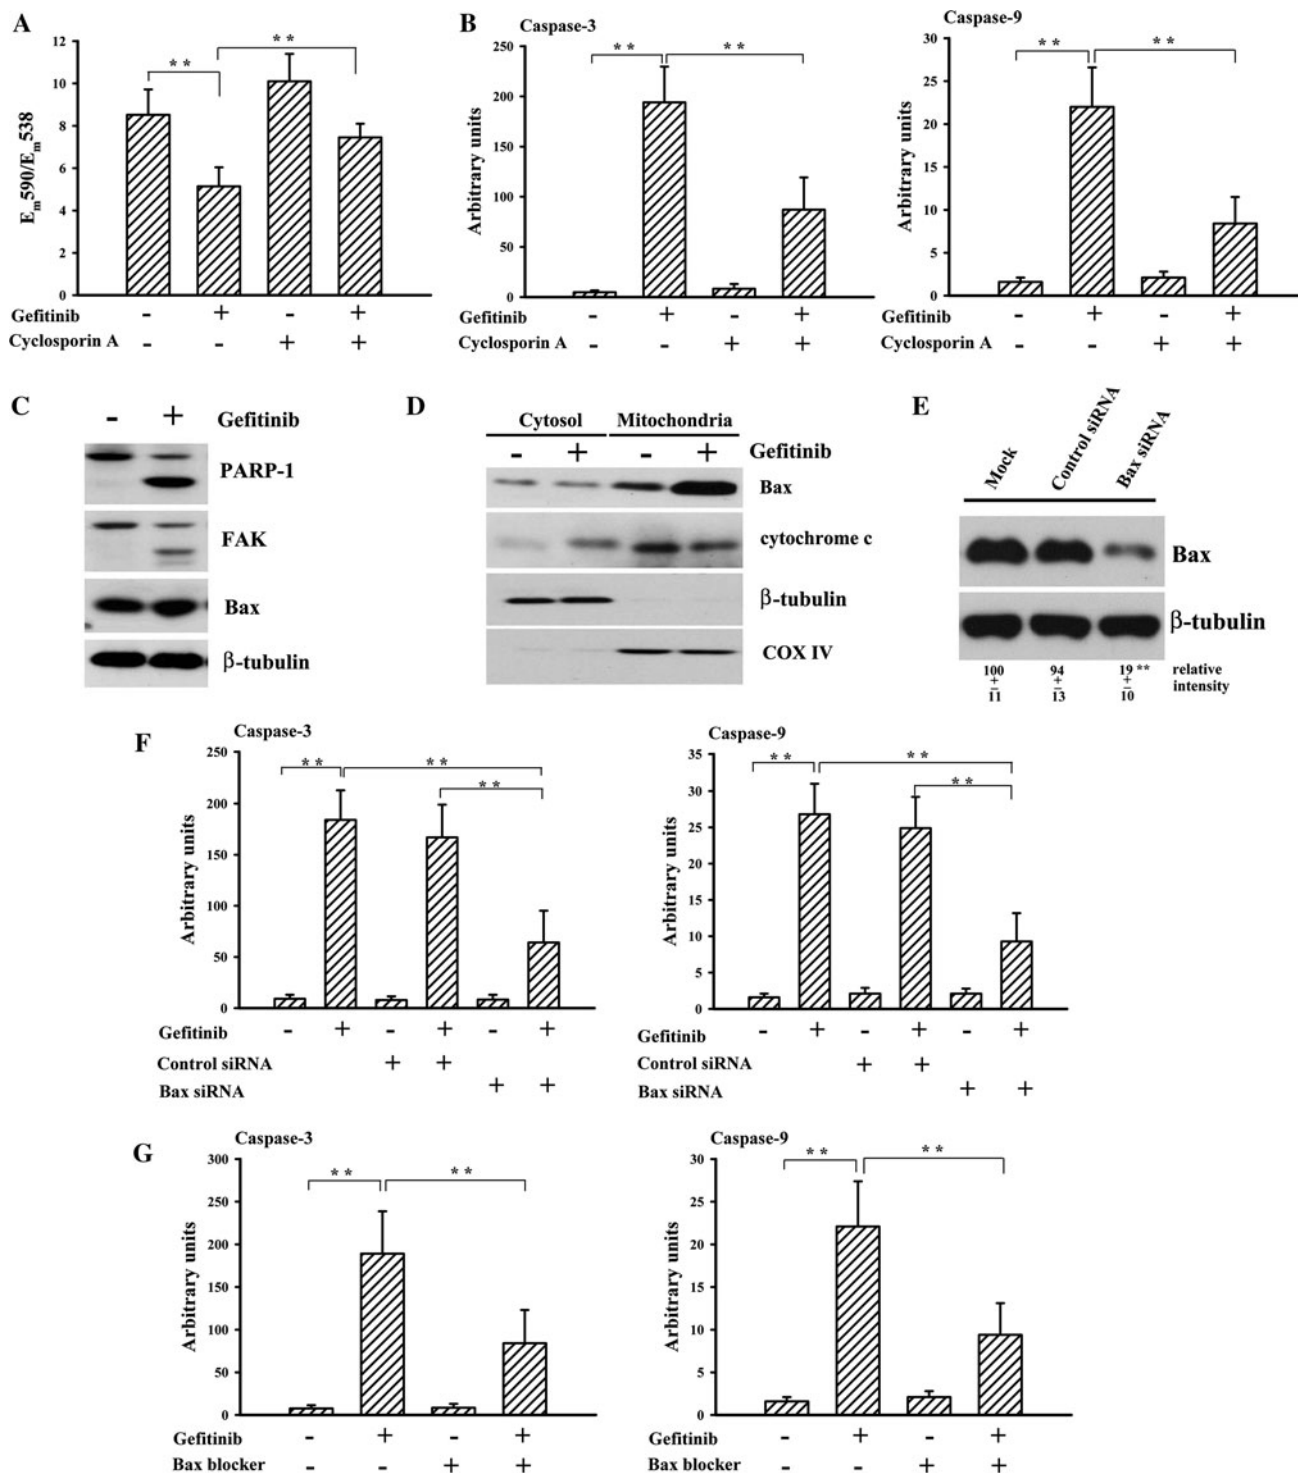 A
12
10
8
6
4
2
0
Em590/Em538
* *
* *
Gefitinib - + - +
Cyclosporin A - - + +
B
Caspase-3
250
200
150
100
50
0
Arbitrary units
* *
* *
Gefitinib - + - +
Cyclosporin A - - + +
Caspase-9
30
25
20
15
10
5
0
Arbitrary units
* *
* *
Gefitinib - + - +
Cyclosporin A - - + +
C
- + Gefitinib
PARP-1
FAK
Bax
β-tubulin
D
Cytosol Mitochondria
- + - + Gefitinib
Bax
cytochrome c
β-tubulin
COX IV
E
Mock
Control siRNA
Bax siRNA
Bax
β-tubulin
100 94 19 ** relative
± ± ± intensity
11 13 10
F
Caspase-3
250
200
150
100
50
0
Arbitrary units
* *
* *
* *
Gefitinib - + - + - +
Control siRNA + +
Bax siRNA + +
Caspase-9
35
30
25
20
15
10
5
0
Arbitrary units
* *
* *
* *
Gefitinib - + - + - +
Control siRNA + +
Bax siRNA + +
G
Caspase-3
300
250
200
150
100
50
0
Arbitrary units
* *
* *
Gefitinib - + - +
Bax blocker - - + +
Caspase-9
30
25
20
15
10
5
0
Arbitrary units
* *
* *
Gefitinib - + - +
Bax blocker - - + +